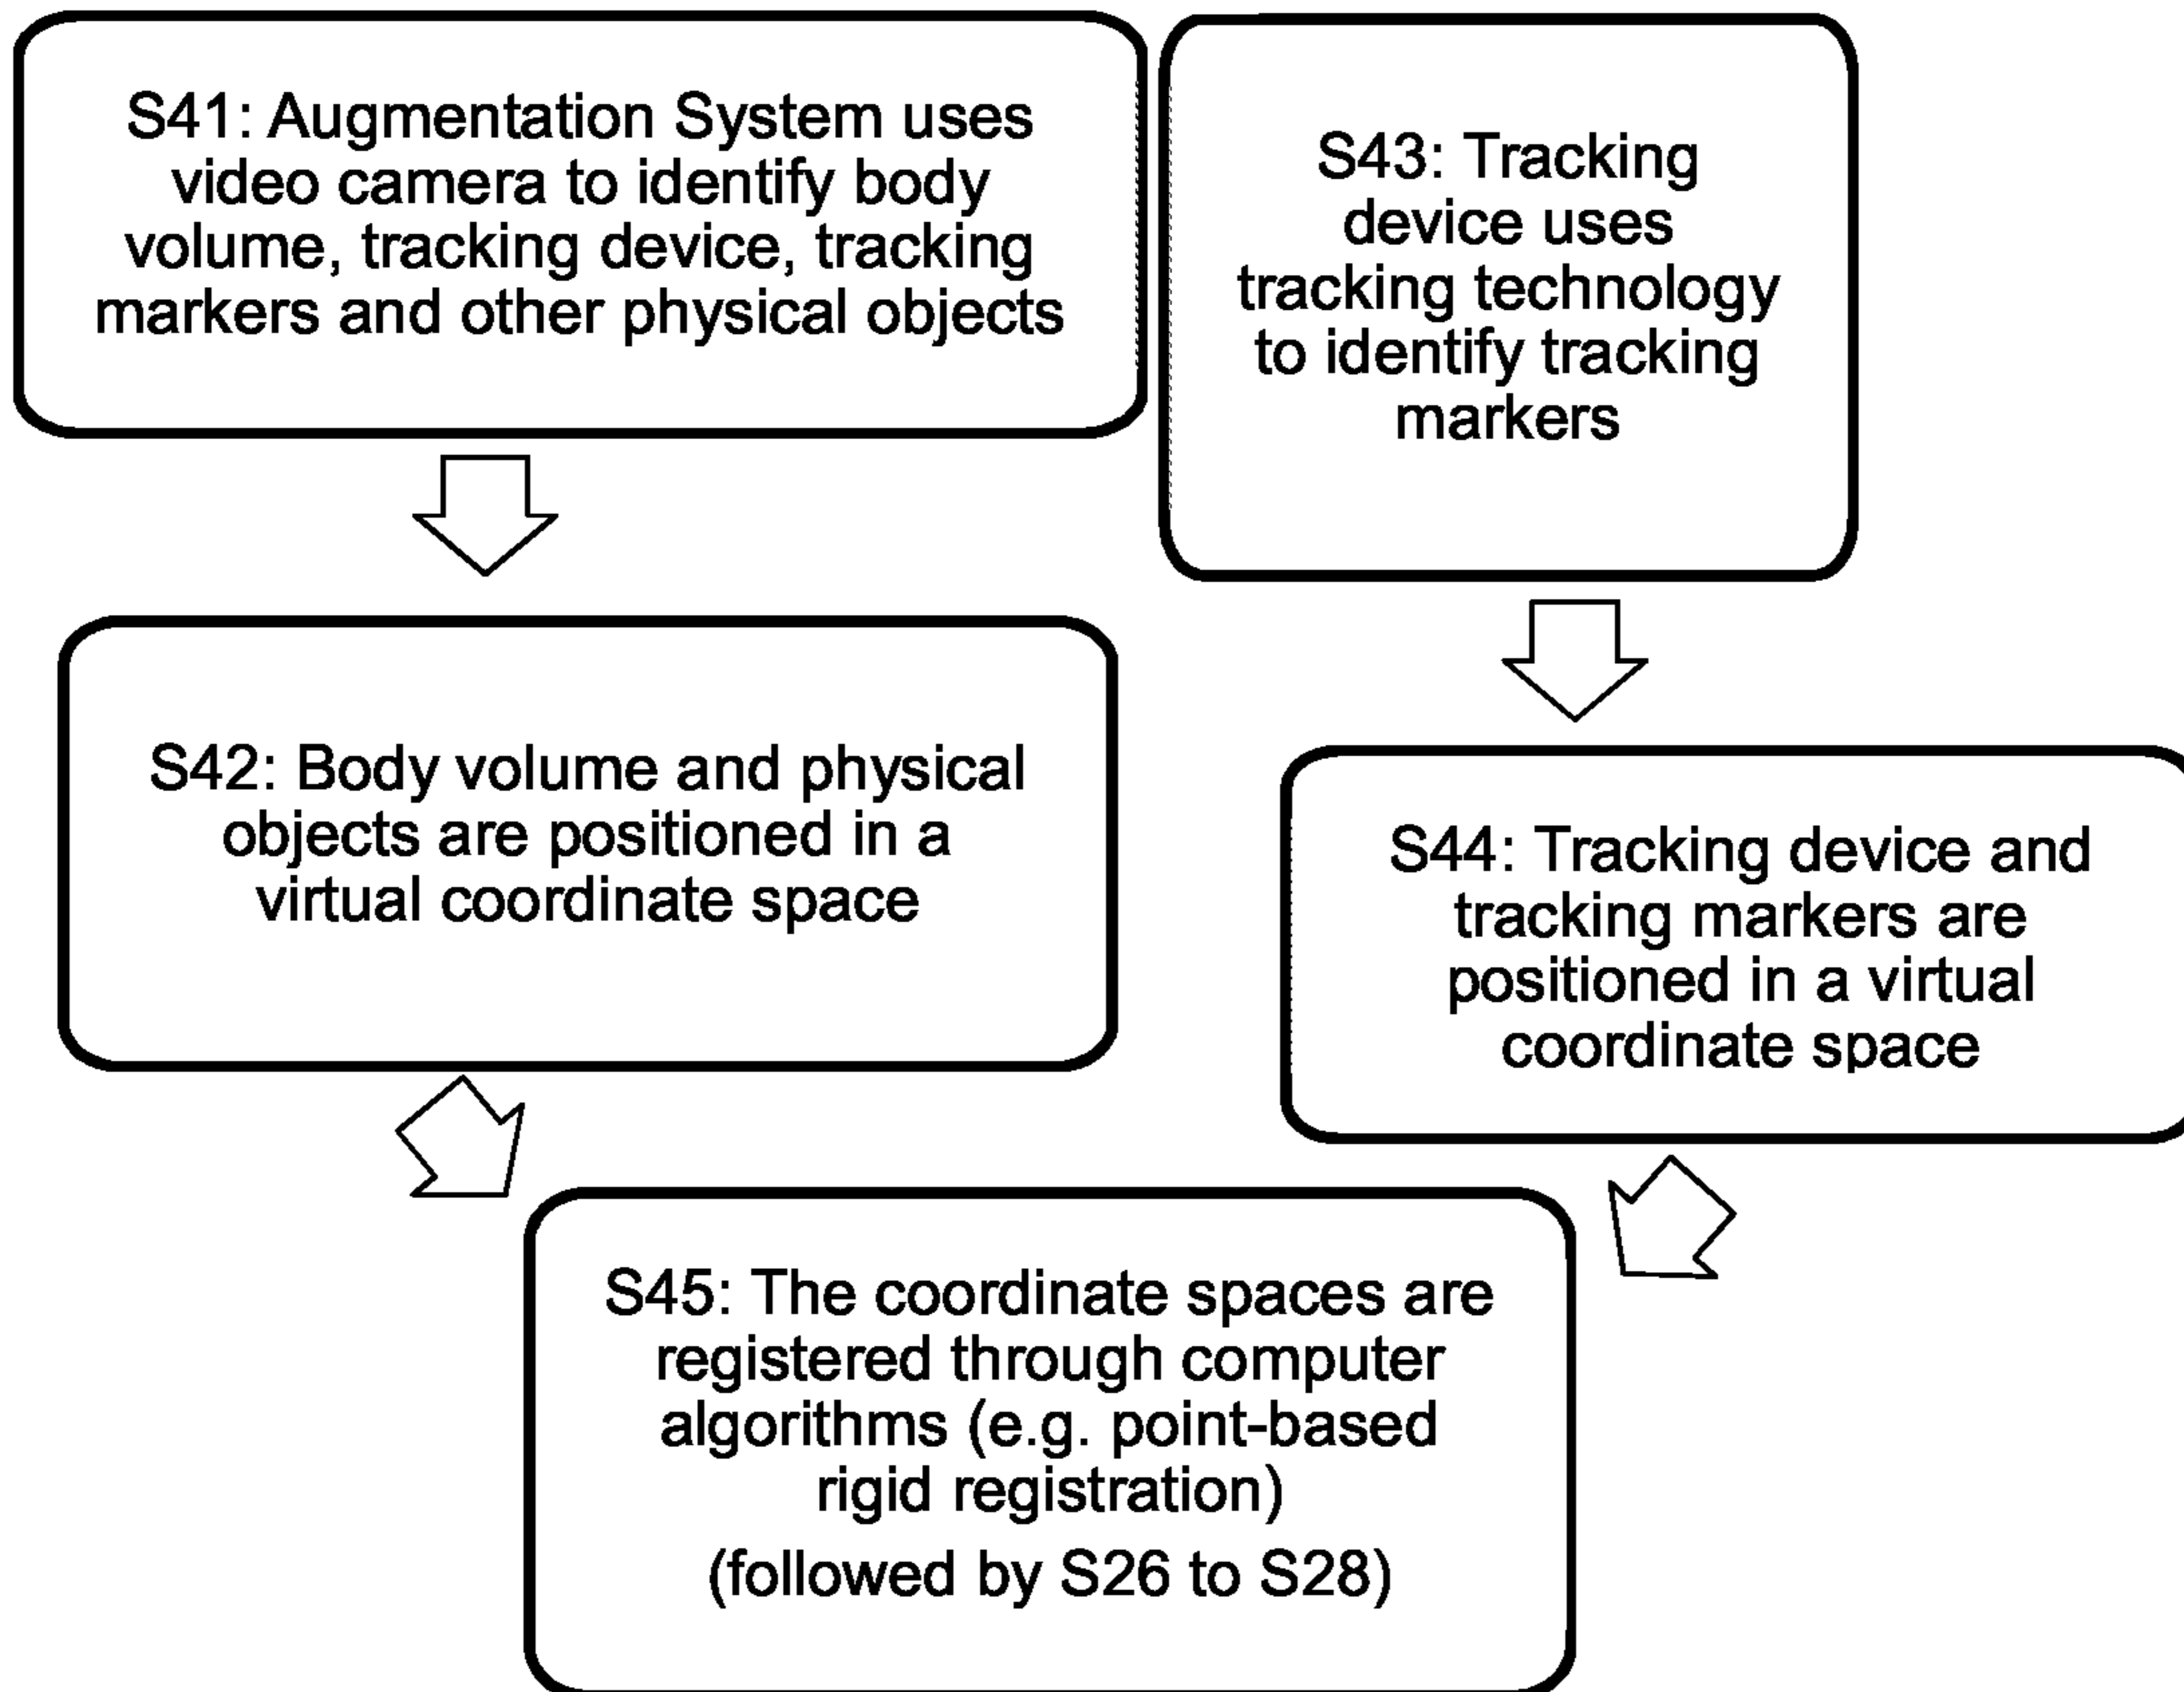 S41: Augmentation System uses
video camera to identify body
volume, tracking device, tracking
markers and other physical objects
S43: Tracking
device uses
tracking technology
to identify tracking
markers
S42: Body volume and physical
objects are positioned in a
virtual coordinate space
S44: Tracking device and
tracking markers are
positioned in a virtual
coordinate space
S45: The coordinate spaces are
registered through computer
algorithms (e.g. point-based
rigid registration)
(followed by S26 to S28)